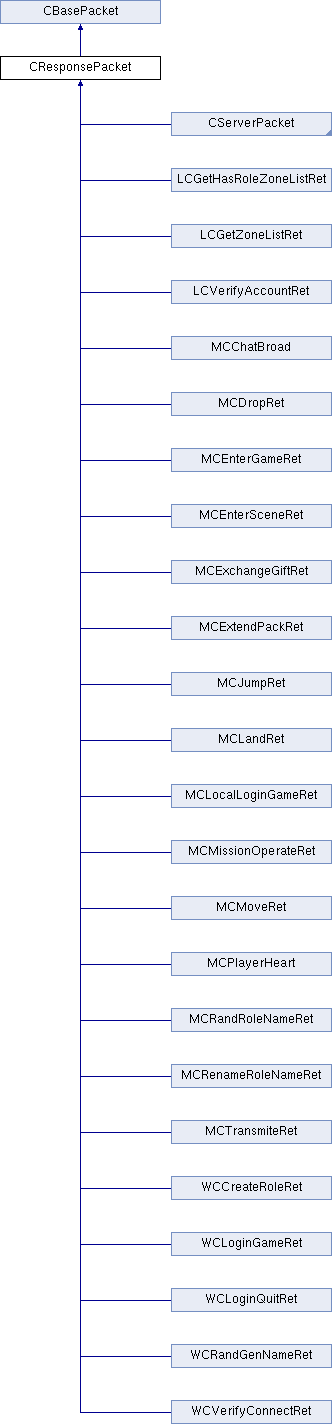 CBasePacket
CResponsePacket
CServerPacket
LCGetHasRoleZoneListRet
LCGetZoneListRet
LCVerifyAccountRet
MCChatBroad
MCDropRet
MCEnterGameRet
MCEnterSceneRet
MCExchangeGiftRet
MCExtendPackRet
MCJumpRet
MCLandRet
MCLocalLoginGameRet
MCMissionOperateRet
MCMoveRet
MCPlayerHeart
MCRandRoleNameRet
MCRenameRoleNameRet
MCTransmiteRet
WCCreateRoleRet
WCLoginGameRet
WCLoginQuitRet
WCRandGenNameRet
WCVerifyConnectRet